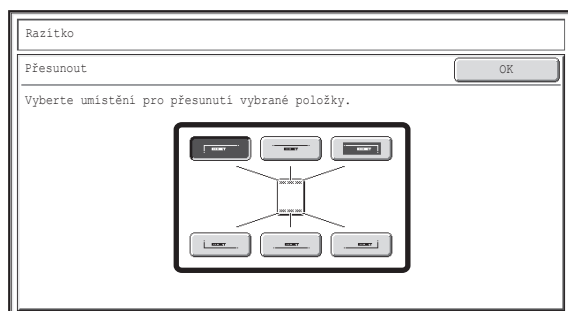 Razítko
Přesunout
OK
Vyberte umístění pro přesunutí vybrané položky.